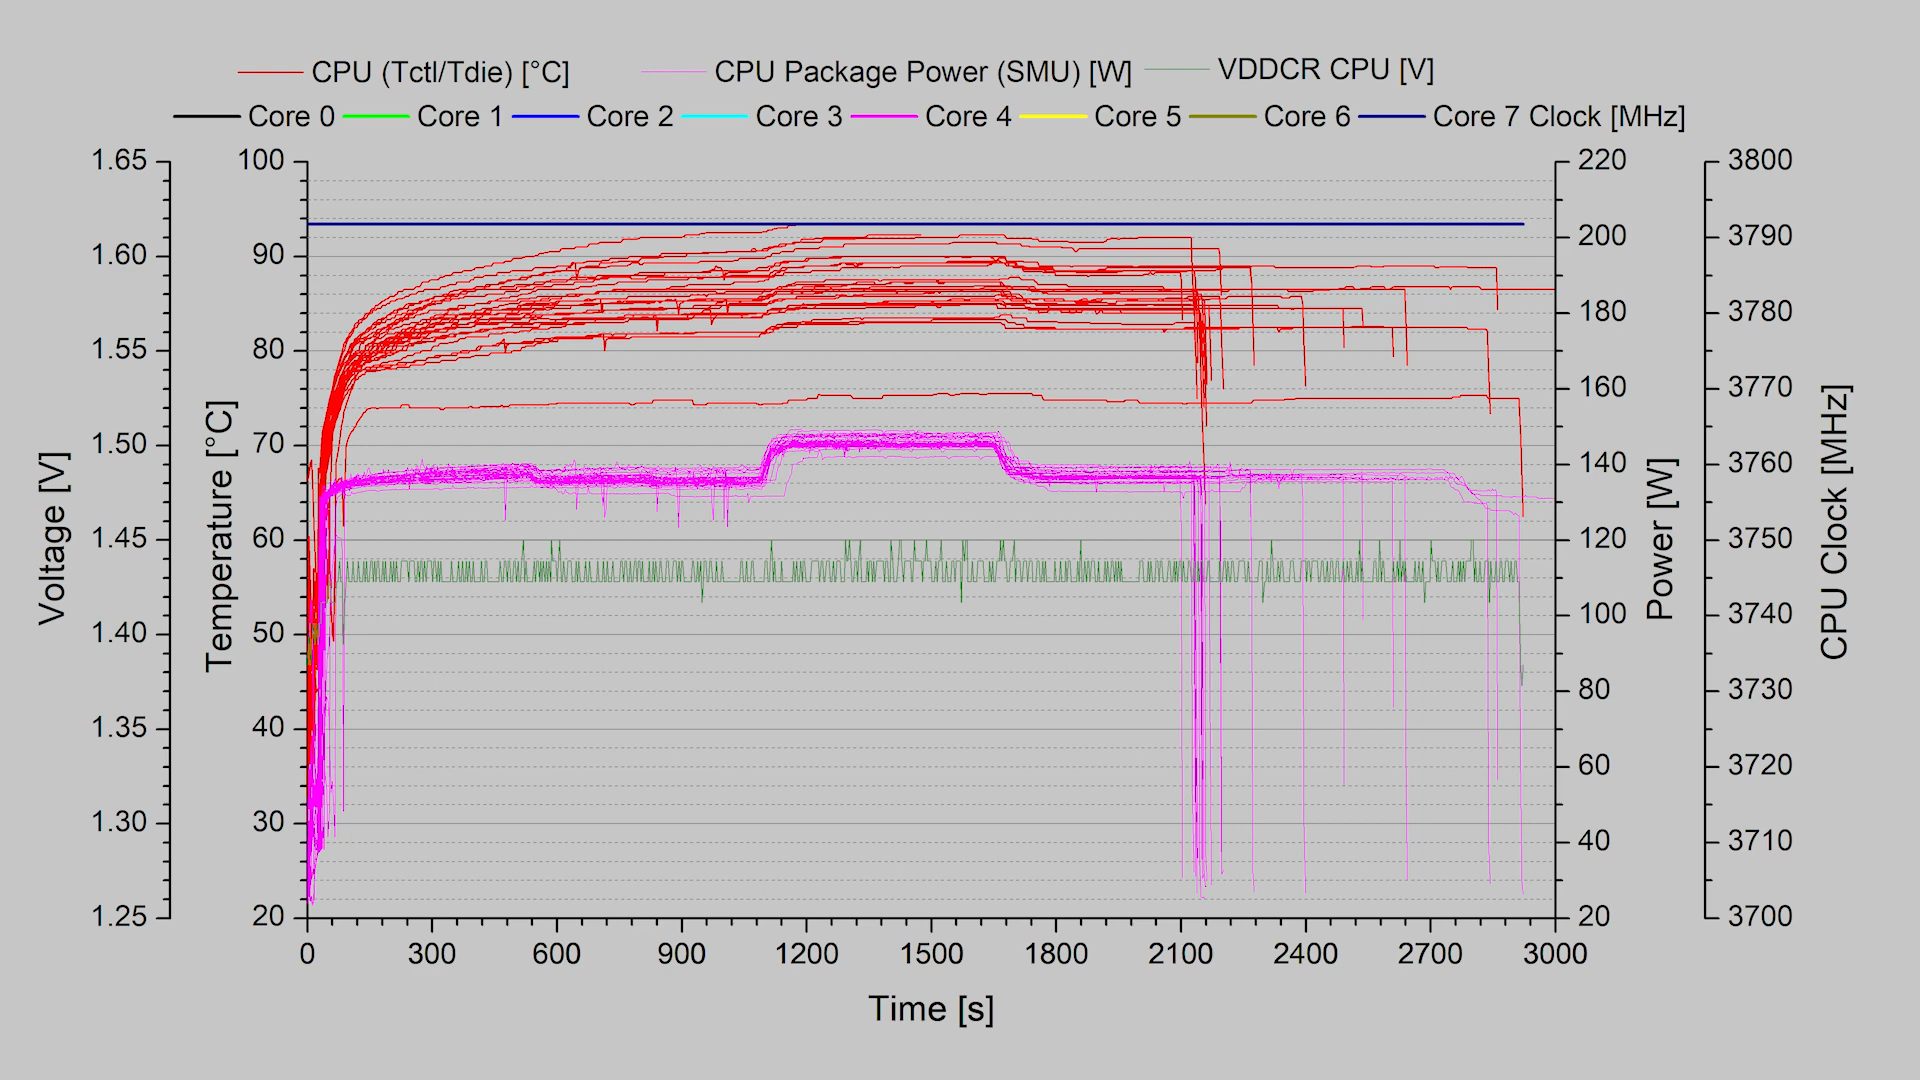 CPU (Tctl/Tdie) [°C] CPU Package Power (SMU) [W] VDDCR CPU [V]
Core 0 Core 1 Core 2 Core 3 Core 4 Core 5 Core 6 Core 7 Clock [MHz]
1.65 100 220 3800
1.60 90 200 3790
1.55 80 180 3780
1.50 70 160 3770
1.45 60 140 3760
1.40 50 120 3750
1.35 40 100 3740
1.30 30 80 3730
1.25 20 60 3720
40 3710
20 3700
Voltage [V]
Temperature [°C]
Power [W]
CPU Clock [MHz]
0 300 600 900 1200 1500 1800 2100 2400 2700 3000
Time [s]